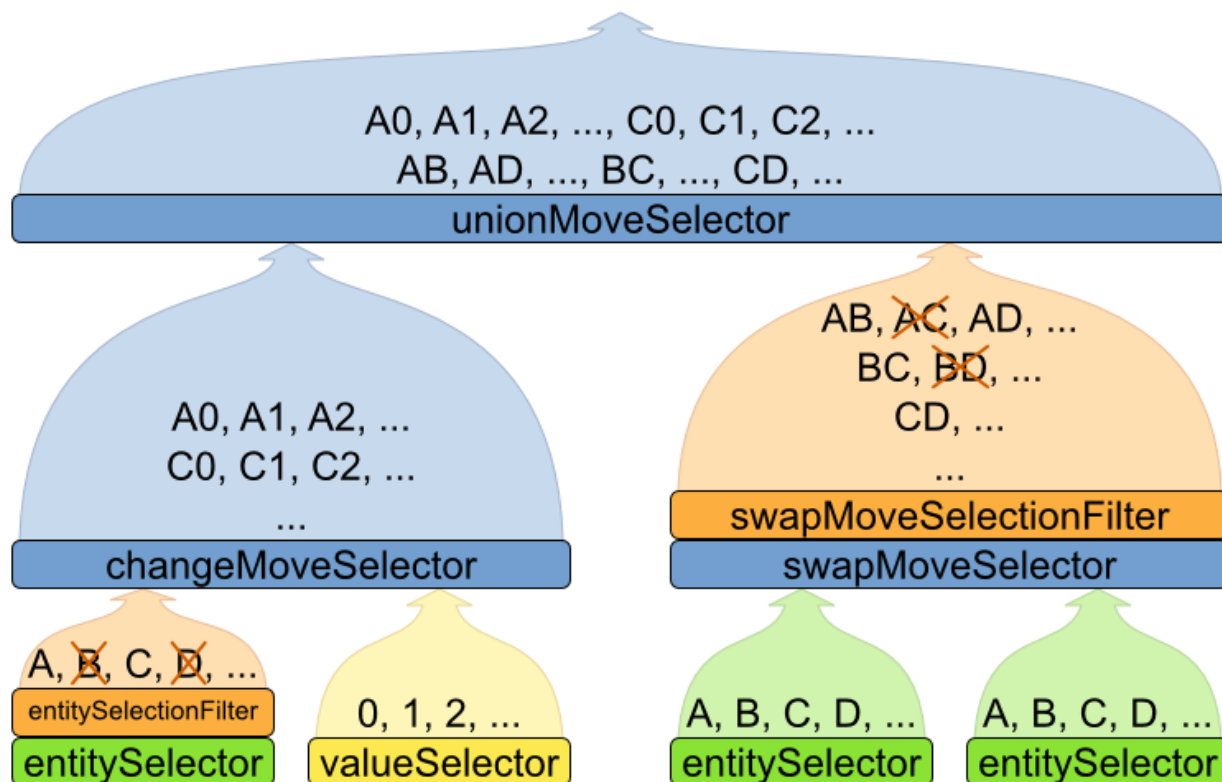 A0, A1, A2, ..., C0, C1, C2, ...
AB, AD, ..., BC, ..., CD, ...
unionMoveSelector
A0, A1, A2, ...
C0, C1, C2, ...
...
changeMoveSelector
A, B, C, D, ...
entitySelectionFilter
entitySelector
0, 1, 2, ...
valueSelector
AB, AC, AD, ...
BC, BD, ...
CD, ...
...
swapMoveSelectionFilter
swapMoveSelector
A, B, C, D, ...
entitySelector
A, B, C, D, ...
entitySelector